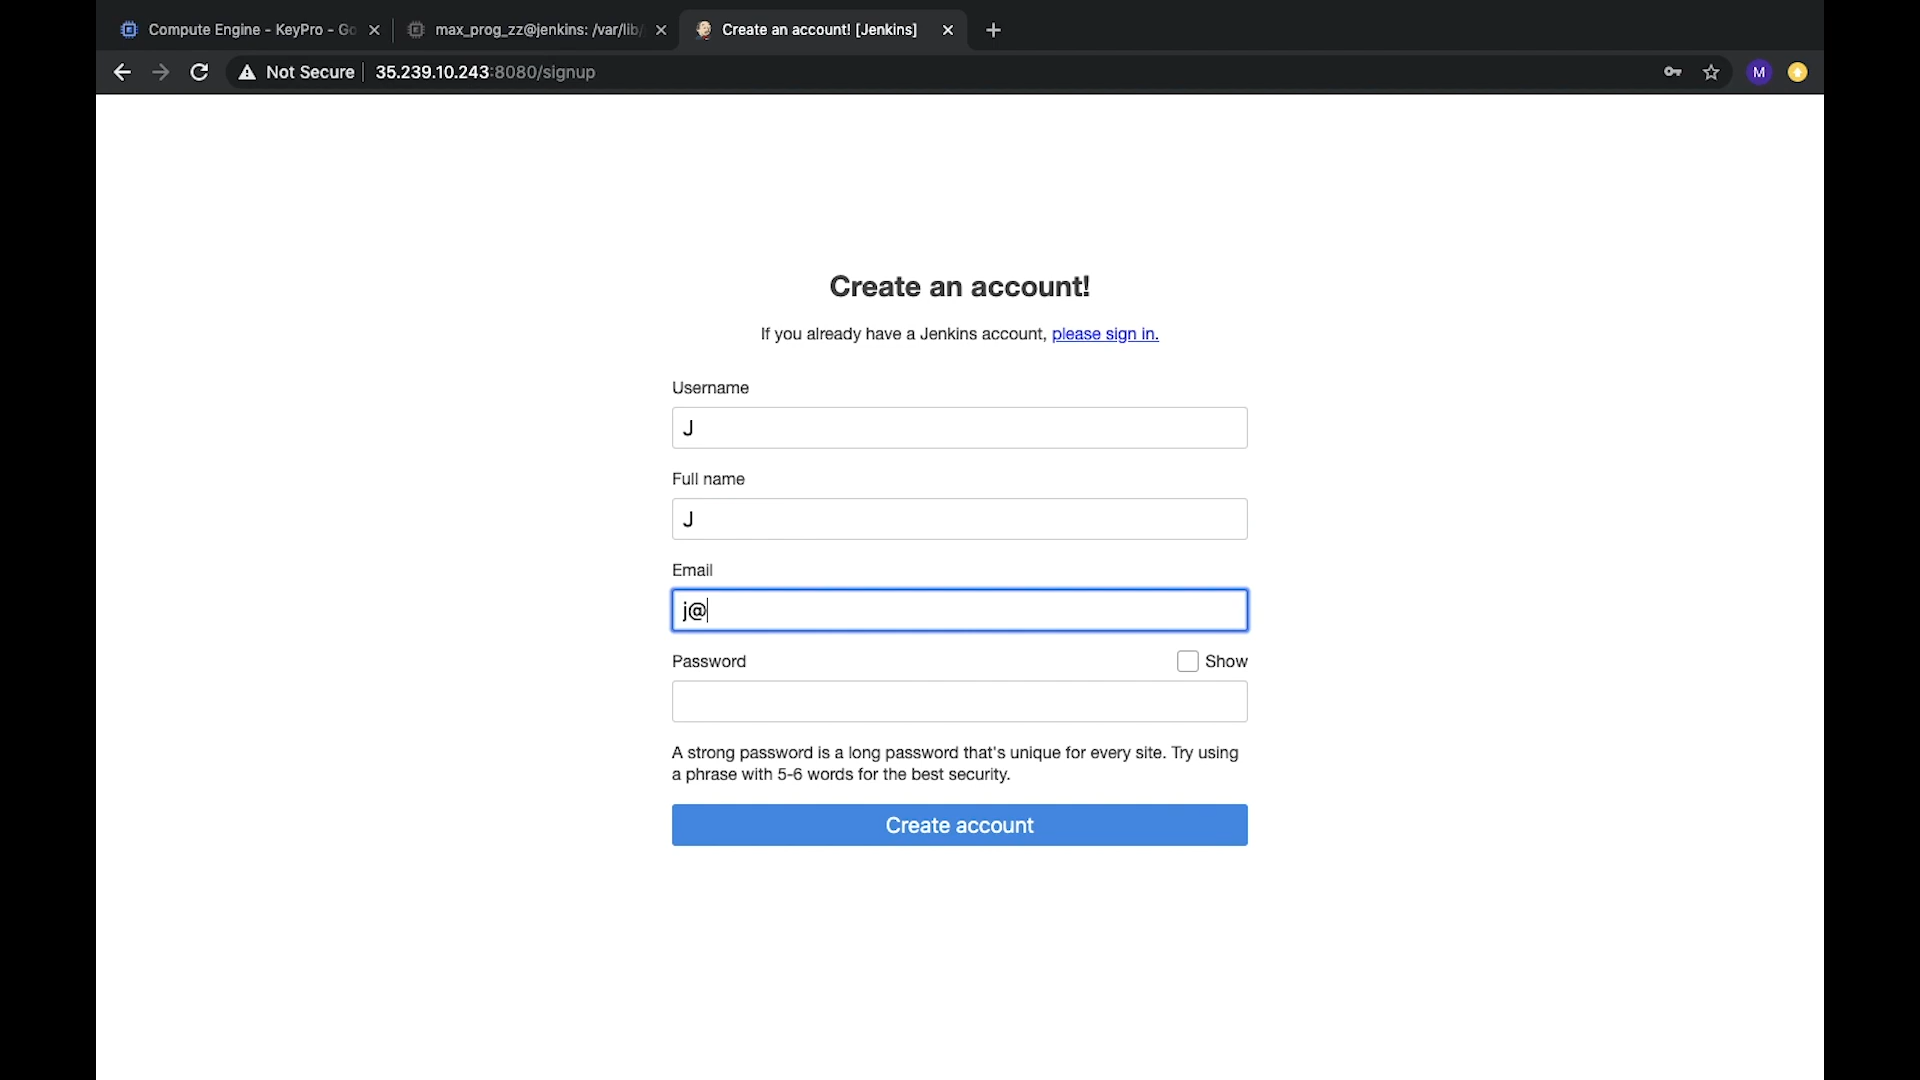 Compute Engine - KeyPro - Go
max_prog_zz@jenkins: /var/lib/
Create an account! [Jenkins]
Not Secure
35.239.10.243:8080/signup
M
Create an account!
If you already have a Jenkins account, please sign in.
Username
J
Full name
J
Email
j@
Password
Show
A strong password is a long password that's unique for every site. Try using
a phrase with 5-6 words for the best security.
Create account